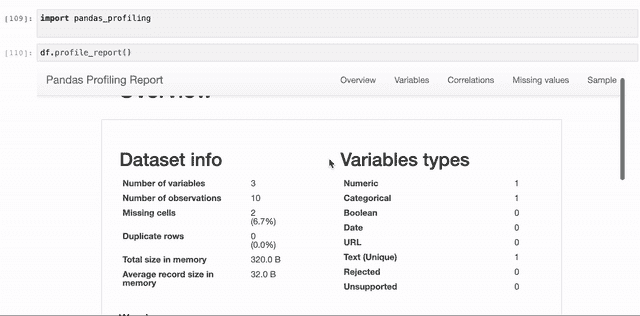 [109]: import pandas_profiling
[110]: df.profile_report()
Pandas Profiling Report Overview Variables Correlations Missing values Sample
Overview
Dataset info
Number of variables 3
Number of observations 10
Missing cells 2
(6.7%)
Duplicate rows 0
(0.0%)
Total size in memory 320.0 B
Average record size in
memory 32.0 B
Variables types
Numeric 1
Categorical 1
Boolean 0
Date 0
URL 0
Text (Unique) 1
Rejected 0
Unsupported 0